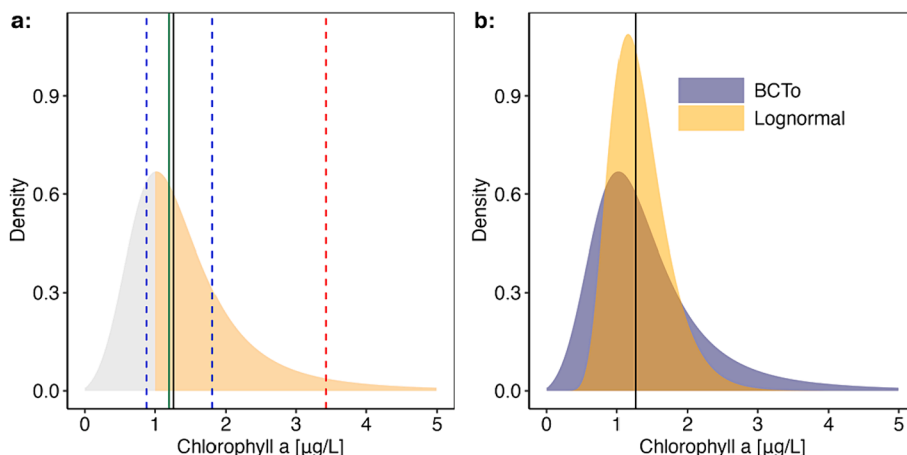 a:
Density
0.9
0.6
0.3
0.0
0 1 2 3 4 5
Chlorophyll a [µg/L]
b:
BCTo
Lognormal
Density
0.9
0.6
0.3
0.0
0 1 2 3 4 5
Chlorophyll a [µg/L]